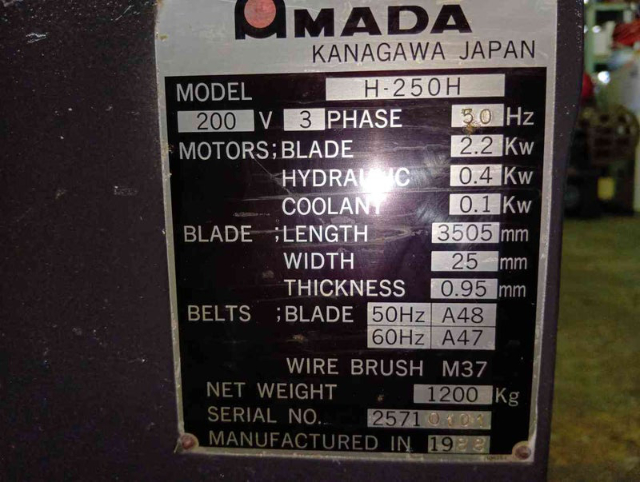 AMADA
KANAGAWA JAPAN
MODEL H-250H
200 V 3 PHASE 50 Hz
MOTORS; BLADE 2.2 Kw
HYDRAULIC 0.4 Kw
COOLANT 0.1 Kw
BLADE ; LENGTH 3505 mm
WIDTH 25 mm
THICKNESS 0.95 mm
BELTS ; BLADE 50Hz A48
60Hz A47
WIRE BRUSH M37
NET WEIGHT 1200 Kg
SERIAL NO.
MANUFACTURED IN